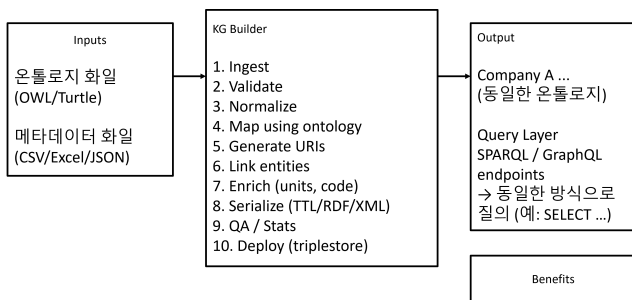 Inputs
온톨로지 화일
(OWL/Turtle)
메타데이터 화일
(CSV/Excel/JSON)
KG Builder
1. Ingest
2. Validate
3. Normalize
4. Map using ontology
5. Generate URIs
6. Link entities
7. Enrich (units, code)
8. Serialize (TTL/RDF/XML)
9. QA / Stats
10. Deploy (triplestore)
Output
Company A ...
(동일한 온톨로지)
Query Layer
SPARQL / GraphQL
endpoints
→ 동일한 방식으로
질의 (예: SELECT ...)
Benefits